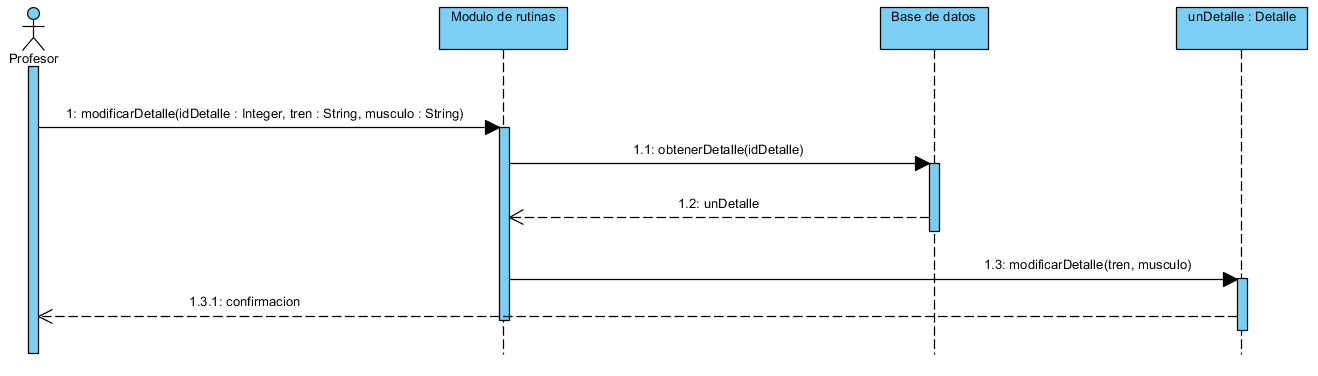 Modulo de rutinas
Base de datos
unDetalle : Detalle
Profesor
1: modificarDetalle(idDetalle : Integer, tren : String, musculo : String)
1.1: obtenerDetalle(idDetalle)
1.2: unDetalle
1.3: modificarDetalle(tren, musculo)
1.3.1: confirmacion